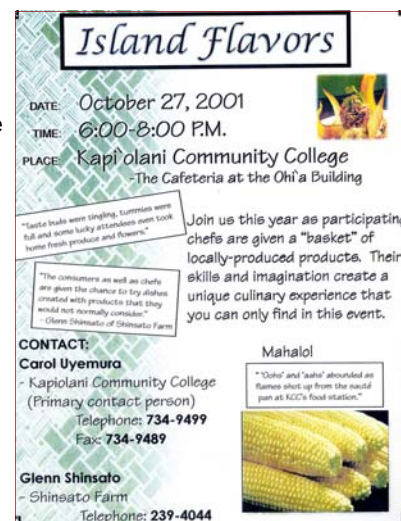 Island Flavors
DATE: October 27, 2001
TIME: 6:00-8:00 P.M.
PLACE: Kapi`olani Community College
-The Cafeteria at the Ohi`a Building
"Taste buds were tingling, tummies were
full and some lucky attendees even took
home fresh produce and flowers."
Join us this year as participating
chefs are given a "basket" of
locally-produced products. Their
skills and imagination create a
unique culinary experience that
you can only find in this event.
"The consumers as well as chefs
are given the chance to try dishes
created with products that they
would not normally consider."
- Glenn Shinsato of Shinsato Farm
Mahalo!
"'Oohs' and "aahs" abounded as
flames shot up from the sauté
pan at KCC's food station."
CONTACT:
Carol Uyemura
- Kapiolani Community College
(Primary contact person)
Telephone: 734-9499
Fax: 734-9489
Glenn Shinsato
- Shinsato Farm
Telephone: 239-4044